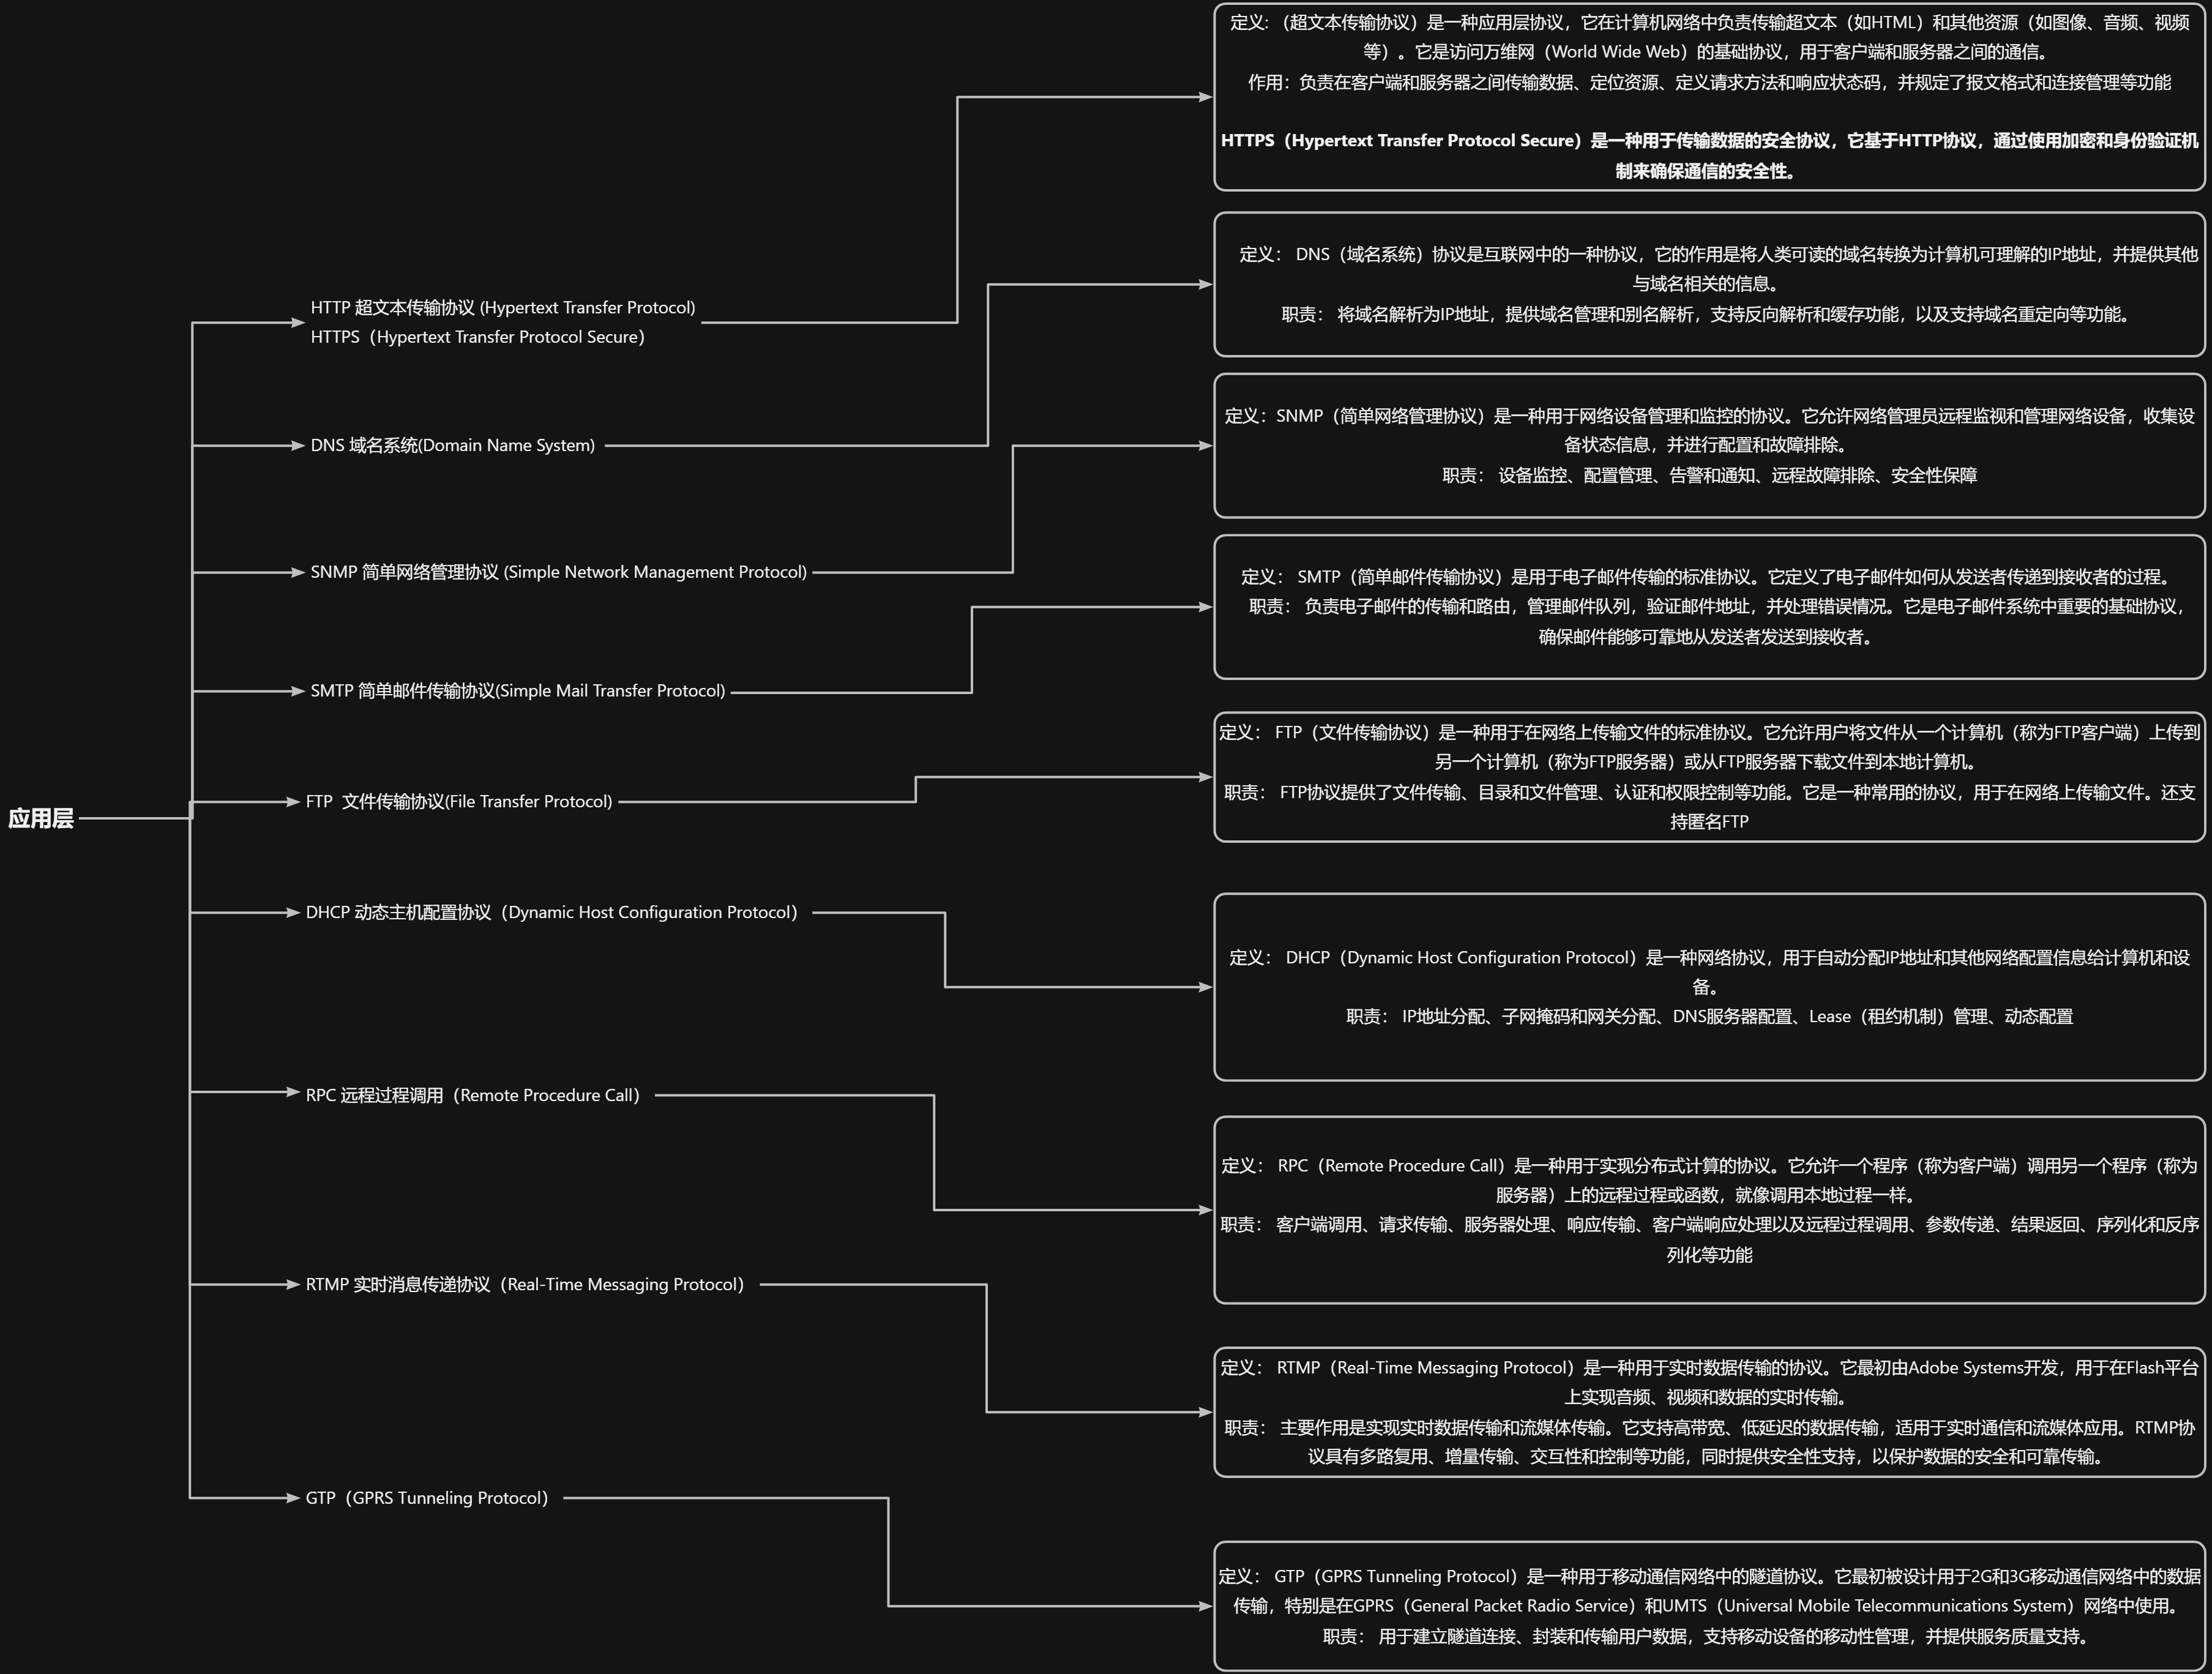 应用层
HTTP 超文本传输协议 (Hypertext Transfer Protocol)
HTTPS（Hypertext Transfer Protocol Secure）
定义:（超文本传输协议）是一种应用层协议，它在计算机网络中负责传输超文本（如HTML）和其他资源（如图像、音频、视频
等）。它是访问万维网（World Wide Web）的基础协议，用于客户端和服务器之间的通信。
作用：负责在客户端和服务器之间传输数据、定位资源、定义请求方法和响应状态码，并规定了报文格式和连接管理等功能
HTTPS（Hypertext Transfer Protocol Secure）是一种用于传输数据的安全协议，它基于HTTP协议，通过使用加密和身份验证机
制来确保通信的安全性。
DNS 域名系统(Domain Name System)
定义： DNS（域名系统）协议是互联网中的一种协议，它的作用是将人类可读的域名转换为计算机可理解的IP地址，并提供其他
与域名相关的信息。
职责： 将域名解析为IP地址，提供域名管理和别名解析，支持反向解析和缓存功能，以及支持域名重定向等功能。
SNMP 简单网络管理协议 (Simple Network Management Protocol)
定义：SNMP（简单网络管理协议）是一种用于网络设备管理和监控的协议。它允许网络管理员远程监视和管理网络设备，收集设
备状态信息，并进行配置和故障排除。
职责： 设备监控、配置管理、告警和通知、远程故障排除、安全性保障
SMTP 简单邮件传输协议(Simple Mail Transfer Protocol)
定义： SMTP（简单邮件传输协议）是用于电子邮件传输的标准协议。它定义了电子邮件如何从发送者传递到接收者的过程。
职责： 负责电子邮件的传输和路由，管理邮件队列，验证邮件地址，并处理错误情况。它是电子邮件系统中重要的基础协议，
确保邮件能够可靠地从发送者发送到接收者。
FTP 文件传输协议(File Transfer Protocol)
定义： FTP（文件传输协议）是一种用于在网络上传输文件的标准协议。它允许用户将文件从一个计算机（称为FTP客户端）上传到
另一个计算机（称为FTP服务器）或从FTP服务器下载文件到本地计算机。
职责： FTP协议提供了文件传输、目录和文件管理、认证和权限控制等功能。它是一种常用的协议，用于在网络上传输文件。还支
持匿名FTP
DHCP 动态主机配置协议（Dynamic Host Configuration Protocol）
定义： DHCP（Dynamic Host Configuration Protocol）是一种网络协议，用于自动分配IP地址和其他网络配置信息给计算机和设
备。
职责： IP地址分配、子网掩码和网关分配、DNS服务器配置、Lease（租约机制）管理、动态配置
RPC 远程过程调用（Remote Procedure Call）
定义： RPC（Remote Procedure Call）是一种用于实现分布式计算的协议。它允许一个程序（称为客户端）调用另一个程序（称为
服务器）上的远程过程或函数，就像调用本地过程一样。
职责： 客户端调用、请求传输、服务器处理、响应传输、客户端响应处理以及远程过程调用、参数传递、结果返回、序列化和反序
列化等功能
RTMP 实时消息传递协议（Real-Time Messaging Protocol）
定义： RTMP（Real-Time Messaging Protocol）是一种用于实时数据传输的协议。它最初由Adobe Systems开发，用于在Flash平台
上实现音频、视频和数据的实时传输。
职责： 主要作用是实现实时数据传输和流媒体传输。它支持高带宽、低延迟的数据传输，适用于实时通信和流媒体应用。RTMP协
议具有多路复用、增量传输、交互性和控制等功能，同时提供安全性支持，以保护数据的安全和可靠传输。
GTP（GPRS Tunneling Protocol）
定义： GTP（GPRS Tunneling Protocol）是一种用于移动通信网络中的隧道协议。它最初被设计用于2G和3G移动通信网络中的数据
传输，特别是在GPRS（General Packet Radio Service）和UMTS（Universal Mobile Telecommunications System）网络中使用。
职责： 用于建立隧道连接、封装和传输用户数据，支持移动设备的移动性管理，并提供服务质量支持。